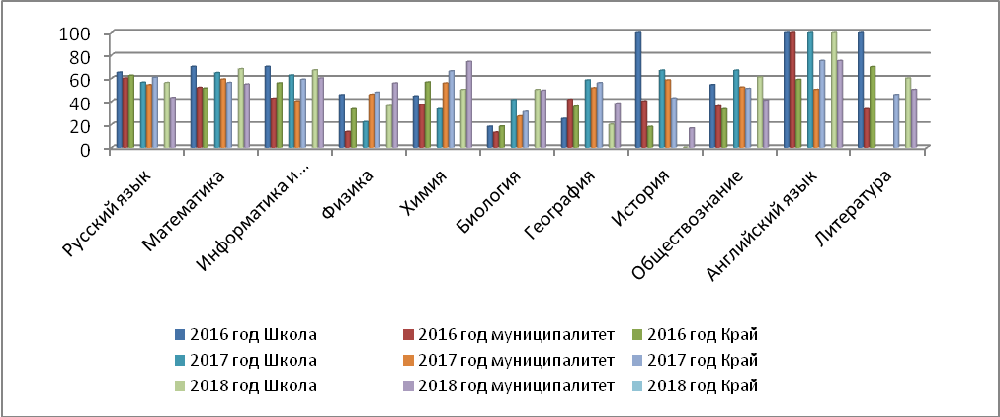 100
80
60
40
20
0
Русский язык
Математика
Информатика и...
Физика
Химия
Биология
География
История
Обществознание
Английский язык
Литература
2016 год Школа 2016 год муниципалитет 2016 год Край
2017 год Школа 2017 год муниципалитет 2017 год Край
2018 год Школа 2018 год муниципалитет 2018 год Край